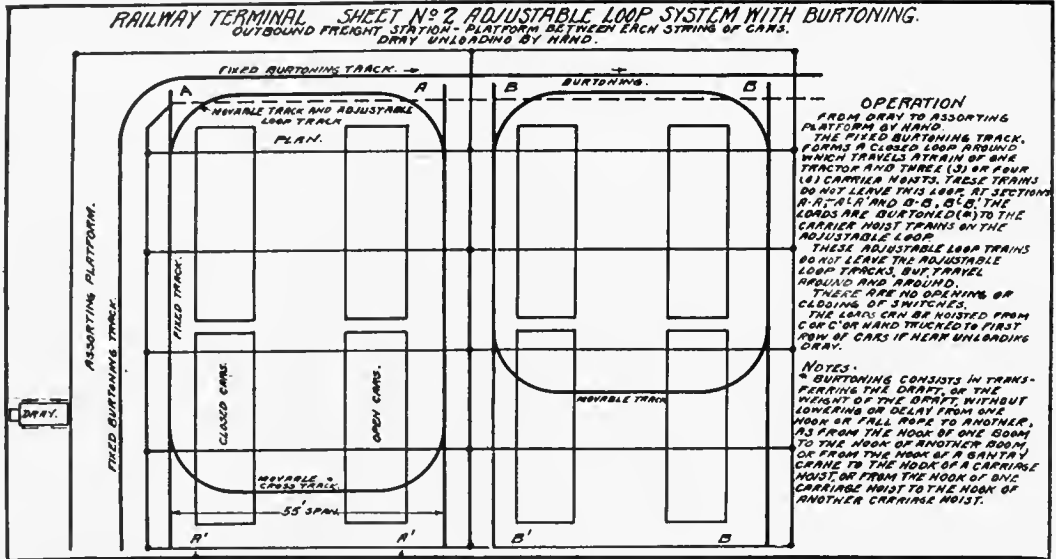 RAILWAY TERMINAL SHEET Nº 2 ADJUSTABLE LOOP SYSTEM WITH BURTONING.
OUTBOUND FREIGHT STATION - PLATFORM BETWEEN EACH STRING OF CARS.
DRAY UNLOADING BY HAND.
FIXED BURTONING TRACK. →
BURTONING.
A
A
B
B
MOVABLE TRACK AND ADJUSTABLE
LOOP TRACK
PLAN.
ASSORTING PLATFORM.
FIXED BURTONING TRACK.
FIXED TRACK.
DRAY.
CLOSED CARS.
OPEN CARS.
MOVABLE TRACK
MOVABLE
CROSS TRACK.
55' SPAN.
A'
A'
B'
B'
OPERATION
FROM DRAY TO ASSORTING
PLATFORM BY HAND.
THE FIXED BURTONING TRACK,
FORMS A CLOSED LOOP AROUND
WHICH TRAVELS A TRAIN OF ONE
TRACTOR AND THREE (3) OR FOUR
CARRIER HOISTS. THESE TRAINS
DO NOT LEAVE THIS LOOP. AT SECTIONS
A-A, A'A' AND B-B, B'B', THE
LOADS ARE BURTONED (*) TO THE
CARRIER HOIST TRAINS ON THE
ADJUSTABLE LOOP.
THESE ADJUSTABLE LOOP TRAINS
DO NOT LEAVE THE ADJUSTABLE
LOOP TRACKS, BUT, TRAVEL
AROUND AND AROUND.
THERE ARE NO OPENING OR
CLOSING OF SWITCHES.
THE LOADS CAN BE HOISTED FROM
C OR C' OR HAND TRUCKED TO FIRST
ROW OF CARS IF NEAR UNLOADING
DRAY.
NOTES.
* BURTONING CONSISTS IN TRANS-
FERRING THE DRAFT, OR THE
WEIGHT OF THE DRAFT, WITHOUT
LOWERING OR DELAY FROM ONE
HOOK OR FALL ROPE TO ANOTHER,
AS FROM THE HOOK OF ONE BOOM
TO THE HOOK OF ANOTHER BOOM,
OR FROM THE HOOK OF A GANTRY
CRANE TO THE HOOK OF A CARRIAGE
HOIST, OR FROM THE HOOK OF ONE
CARRIAGE HOIST TO THE HOOK OF
ANOTHER CARRIAGE HOIST.